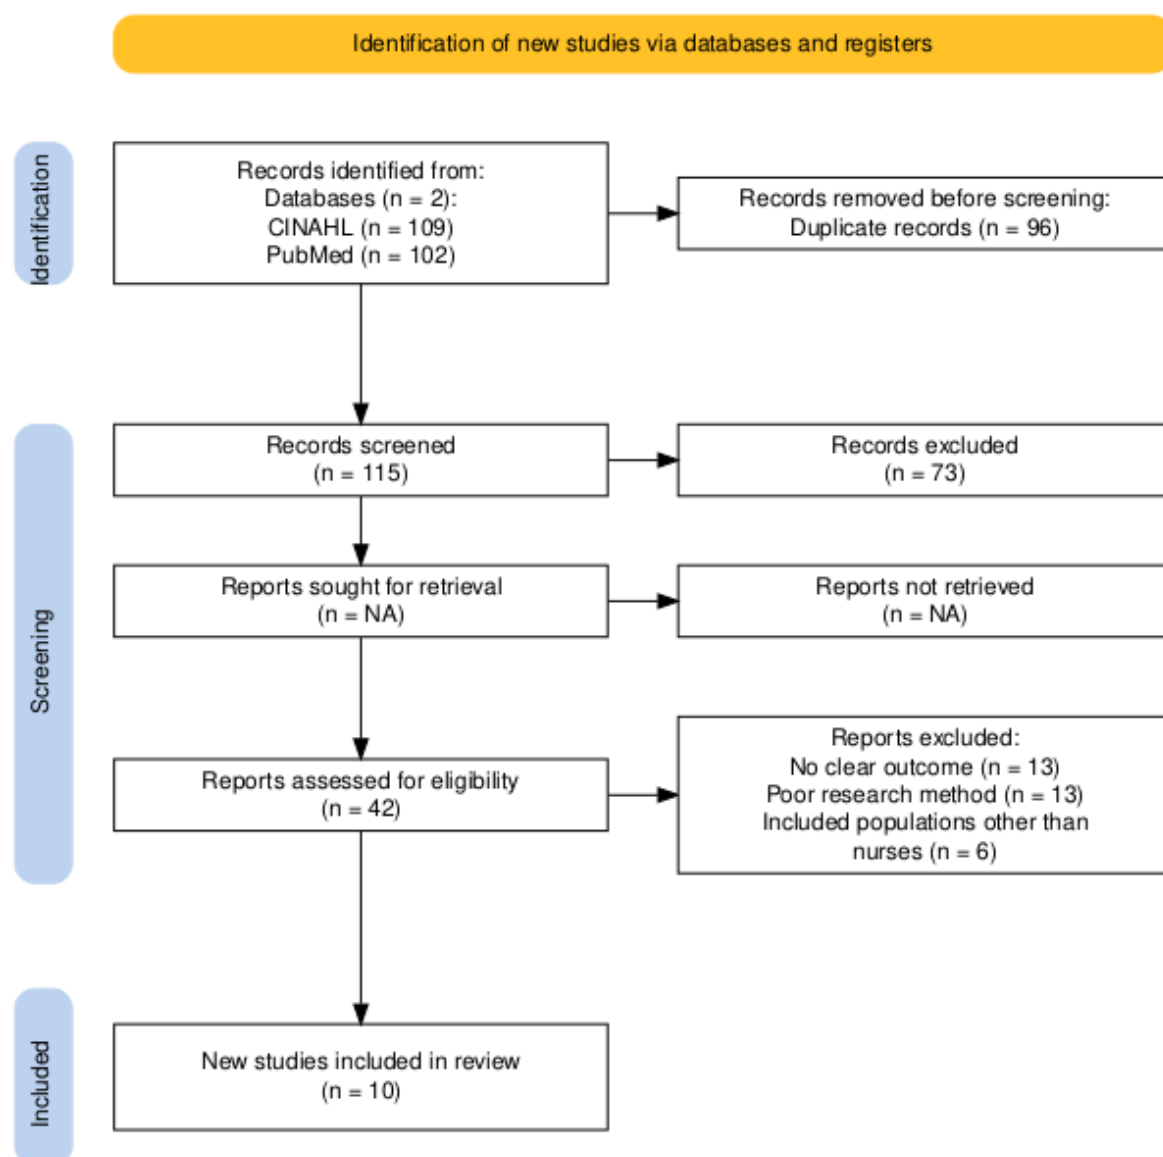 Identification of new studies via databases and registers
Identification
Records identified from:
Databases (n = 2):
CINAHL (n = 109)
PubMed (n = 102)
Records removed before screening:
Duplicate records (n = 96)
Screening
Records screened
(n = 115)
Records excluded
(n = 73)
Reports sought for retrieval
(n = NA)
Reports not retrieved
(n = NA)
Reports assessed for eligibility
(n = 42)
Reports excluded:
No clear outcome (n = 13)
Poor research method (n = 13)
Included populations other than
nurses (n = 6)
Included
New studies included in review
(n = 10)